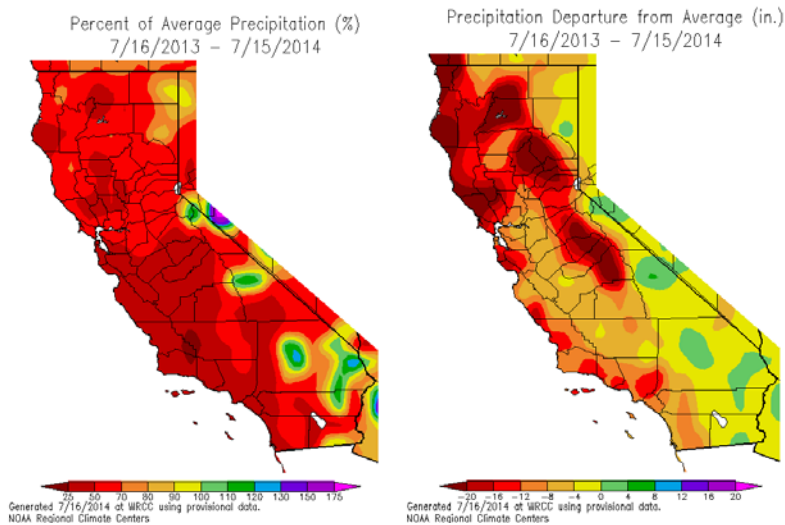 Percent of Average Precipitation (%)
7/16/2013 – 7/15/2014
25 50 70 80 90 100 110 120 130 150 175
Generated 7/16/2014 at WRCC using provisional data.
NOAA Regional Climate Centers
Precipitation Departure from Average (in.)
7/16/2013 – 7/15/2014
-20 -16 -12 -8 -4 0 4 8 12 16 20
Generated 7/16/2014 at WRCC using provisional data.
NOAA Regional Climate Centers